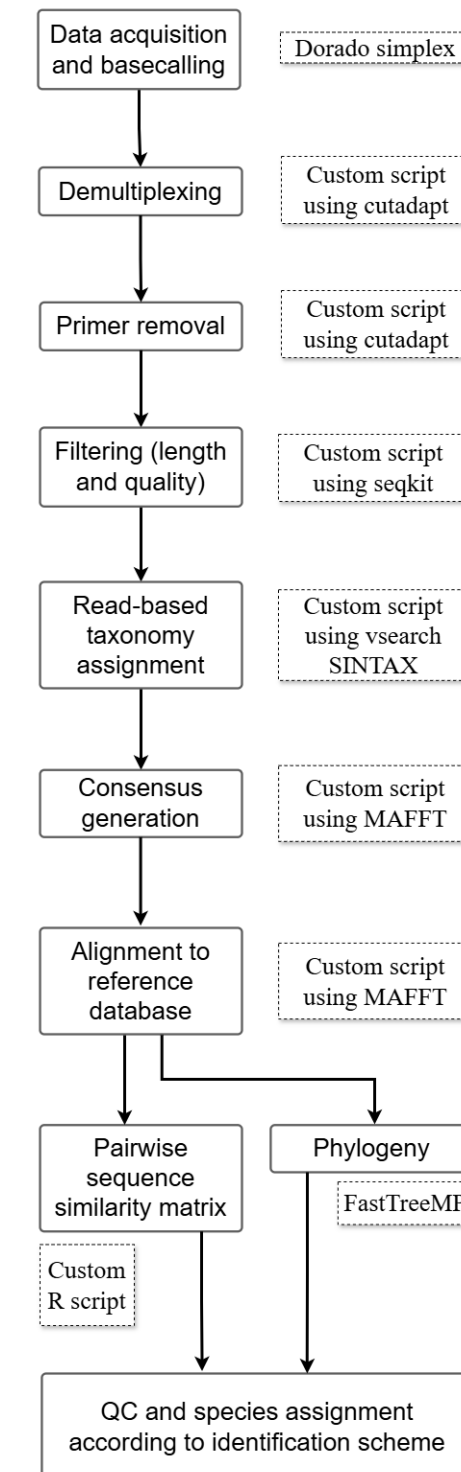 Data acquisition
and basecalling
Dorado simplex
Demultiplexing
Custom script
using cutadapt
Primer removal
Custom script
using cutadapt
Filtering (length
and quality)
Custom script
using seqkit
Read-based
taxonomy
assignment
Custom script
using vsearch
SINTAX
Consensus
generation
Custom script
using MAFFT
Alignment to
reference
database
Custom script
using MAFFT
Pairwise
sequence
similarity matrix
Phylogeny
FastTreeMP
Custom
R script
QC and species assignment
according to identification scheme